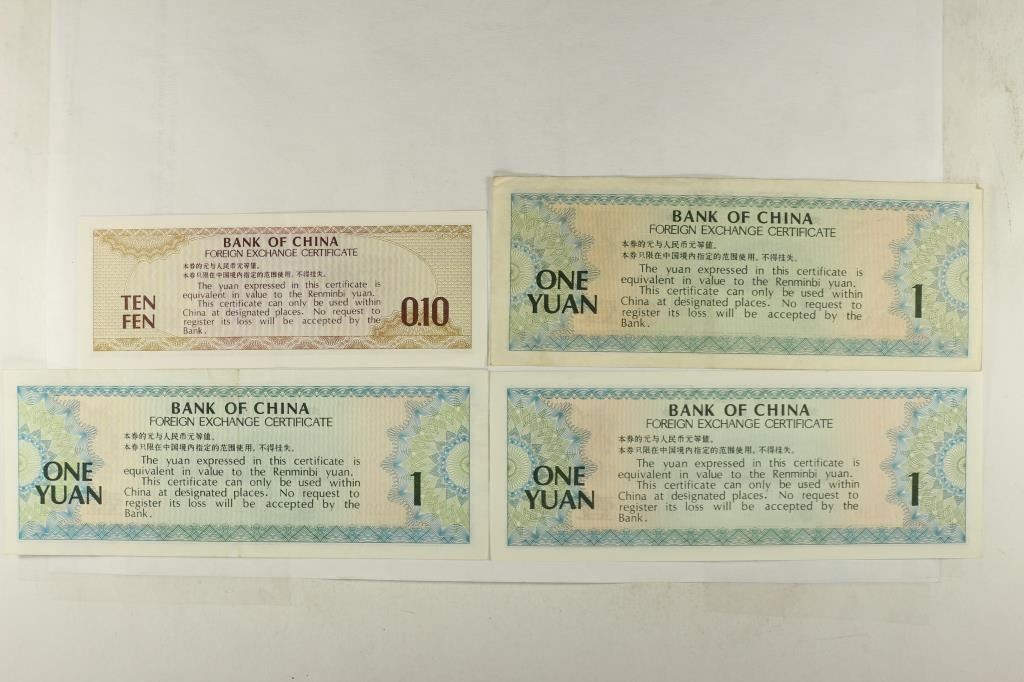 BANK OF CHINA
FOREIGN EXCHANGE CERTIFICATE
本券的元与人民币元等值。
本券只限在中国境内指定的范围使用，不得挂失。
The yuan expressed in this certificate is
equivalent in value to the Renminbi yuan.
This certificate can only be used within
China at designated places. No request to
register its loss will be accepted by the
Bank.
TEN
FEN
0.10
BANK OF CHINA
FOREIGN EXCHANGE CERTIFICATE
本券的元与人民币元等值。
本券只限在中国境内指定的范围使用，不得挂失。
The yuan expressed in this certificate is
equivalent in value to the Renminbi yuan.
This certificate can only be used within
China at designated places. No request to
register its loss will be accepted by the
Bank.
ONE
YUAN
1
BANK OF CHINA
FOREIGN EXCHANGE CERTIFICATE
本券的元与人民币元等值。
本券只限在中国境内指定的范围使用，不得挂失。
The yuan expressed in this certificate is
equivalent in value to the Renminbi yuan.
This certificate can only be used within
China at designated places. No request to
register its loss will be accepted by the
Bank.
ONE
YUAN
1
BANK OF CHINA
FOREIGN EXCHANGE CERTIFICATE
本券的元与人民币元等值。
本券只限在中国境内指定的范围使用，不得挂失。
The yuan expressed in this certificate is
equivalent in value to the Renminbi yuan.
This certificate can only be used within
China at designated places. No request to
register its loss will be accepted by the
Bank.
ONE
YUAN
1